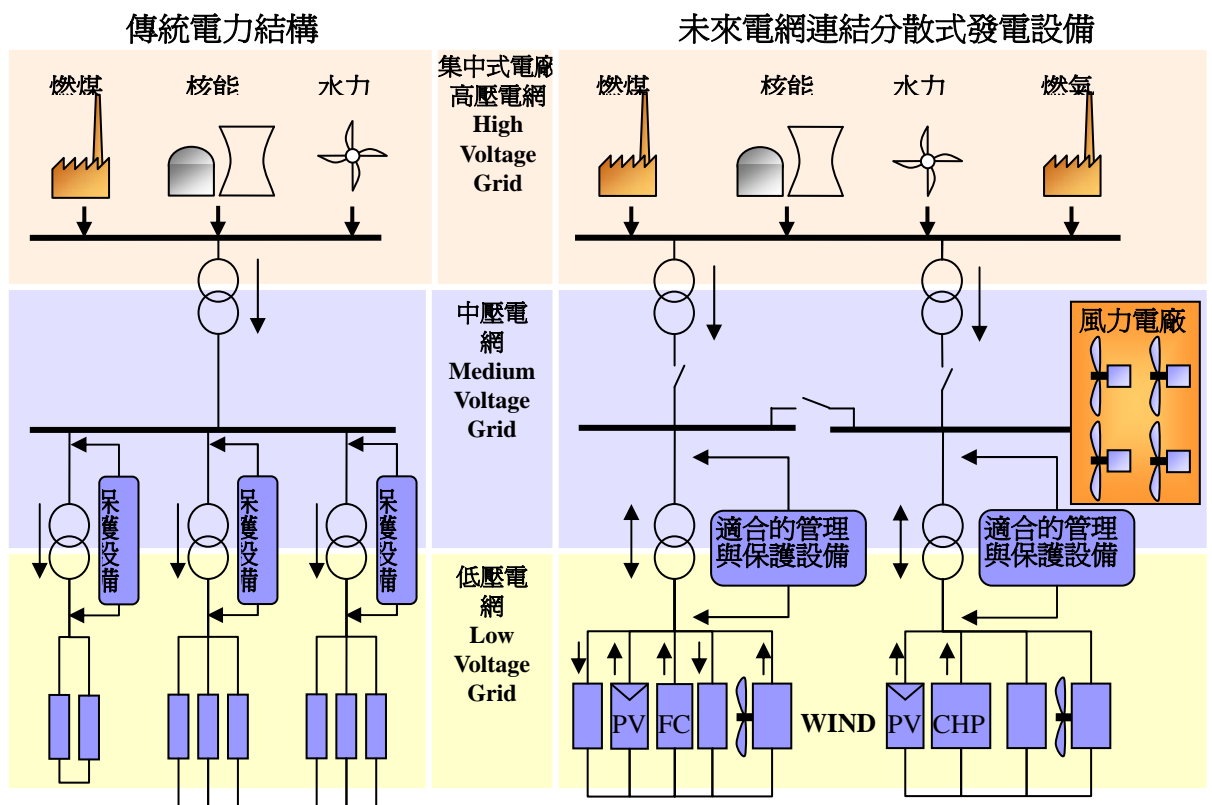 傳統電力結構
未來電網連結分散式發電設備
燃煤
核能
水力
集中式電廠
高壓電網
High
Voltage
Grid
燃煤
核能
水力
燃氣
中壓電
網
Medium
Voltage
Grid
風力電廠
保護設備
保護設備
保護設備
適合的管理
與保護設備
適合的管理
與保護設備
低壓電
網
Low
Voltage
Grid
PV
FC
WIND
PV
CHP